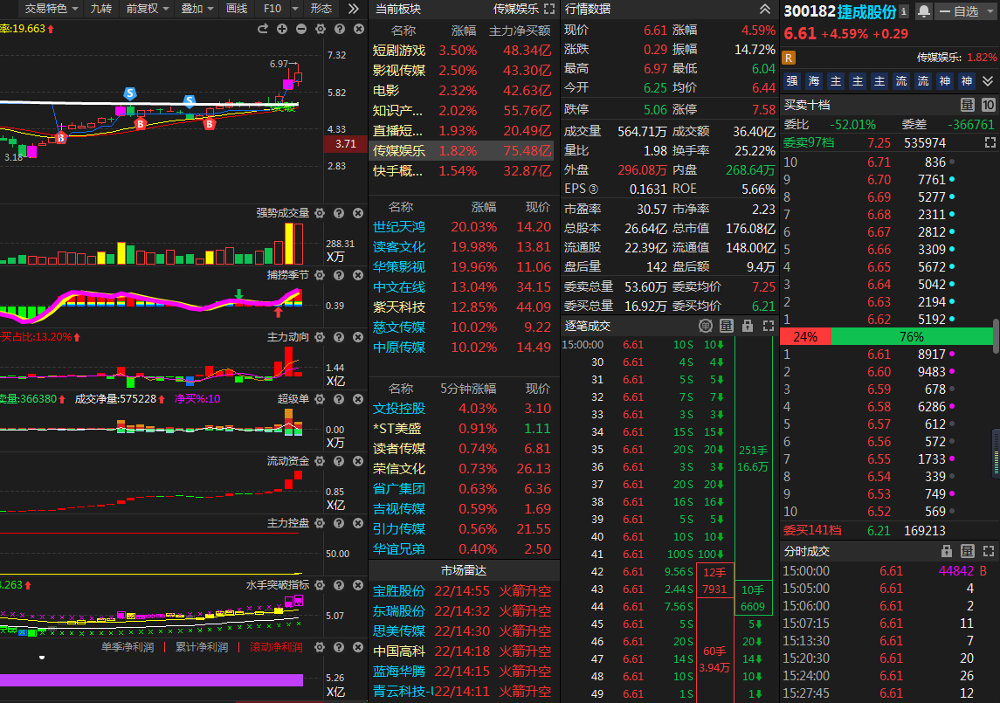 交易特色 九转 前复权 叠加 画线 F10 形态
率:19.663
6.97
7.32
5.82
S S
B B B
4.33
3.71
3.18
2.83
强势成交量
288.31
X万
捕捞季节
0.39
买占比:13.20% 主力动向
1.44
X亿
卖量:366380 成交净量:575228 净买%:10 超级单
0.00
X万
流动资金
0.85
X亿
主力控盘
50.00
4.263 水手突破指标
5.07
单季净利润 累计净利润 滚动净利润
5.26
X亿
当前板块 传媒娱乐
名称 涨幅 主力净买额
短剧游戏 3.50% 48.34亿
影视传媒 2.50% 43.30亿
电影 2.32% 42.63亿
知识产... 2.02% 55.76亿
直播短... 1.93% 20.49亿
传媒娱乐 1.82% 75.48亿
快手概... 1.54% 32.87亿
名称 涨幅 现价
世纪天鸿 20.03% 14.20
读客文化 19.98% 13.81
华策影视 19.96% 11.06
中文在线 13.04% 34.15
紫天科技 12.85% 44.09
慈文传媒 10.02% 9.22
中原传媒 10.02% 14.49
名称 5分钟涨幅 现价
文投控股 4.03% 3.10
*ST美盛 0.91% 1.11
读者传媒 0.74% 6.81
荣信文化 0.73% 26.13
省广集团 0.63% 6.36
吉视传媒 0.59% 1.69
引力传媒 0.56% 21.55
华谊兄弟 0.40% 2.50
市场雷达
宝胜股份 22/14:55 火箭升空
东瑞股份 22/14:32 火箭升空
思美传媒 22/14:30 火箭升空
中国高科 22/14:18 火箭升空
蓝海华腾 22/14:15 火箭升空
青云科技-U 22/14:11 火箭升空
行情数据
现价 6.61 涨幅 4.59%
涨跌 0.29 振幅 14.72%
最高 6.97 最低 6.04
今开 6.25 均价 6.44
跌停 5.06 涨停 7.58
成交量 564.71万 成交额 36.40亿
量比 1.98 换手率 25.22%
外盘 296.08万 内盘 268.64万
EPS③ 0.1631 ROE 5.66%
市盈率 30.57 市净率 2.23
总股本 26.64亿 总市值 176.08亿
流通股 22.39亿 流通值 148.00亿
盘后量 142 盘后额 9.4万
委卖总量 53.60万 委卖均价 7.25
委买总量 16.92万 委买均价 6.21
逐笔成交 单 量
15:00:00 6.61 10 S 10
30 6.61 4 S 4
31 6.61 5 S 5
32 6.61 7 S 7
33 6.61 3 S 3
34 6.61 15 S 15
35 6.61 20 S 20 251手
36 6.61 3 S 3 16.6万
37 6.61 20 S 20
38 6.61 16 S 16
39 6.61 5 S 5
40 6.61 10 S 10
41 6.61 100 S 100
42 6.61 9.56 S 12手
43 6.61 2.44 S 7931 10手
44 6.61 7.56 S 6609
45 6.61 5 S 5
46 6.61 20 S 60手 20
47 6.61 14 S 3.94万 14
48 6.61 10 S 10
49 6.61 1 S 1
300182 捷成股份 自选
6.61 +4.59% +0.29
R 传媒娱乐: 1.82%
强 海 主 主 主 流 流 神 神
买卖十档 量 10
委比 -52.01% 委差 -366761
委卖97档 7.25 535974
10 6.71 836
9 6.70 7761
8 6.69 5277
7 6.68 2311
6 6.67 2812
5 6.66 3309
4 6.65 5672
3 6.64 5042
2 6.63 2194
1 6.62 5192
24% 76%
1 6.61 8917
2 6.60 9483
3 6.59 678
4 6.58 6286
5 6.57 612
6 6.56 572
7 6.55 1733
8 6.54 339
9 6.53 749
10 6.52 569
委买141档 6.21 169213
分时成交 量
15:00:00 6.61 44842 B
15:05:00 6.61 4
15:06:00 6.61 2
15:07:15 6.61 11
15:13:30 6.61 7
15:20:30 6.61 20
15:24:00 6.61 26
15:27:45 6.61 12